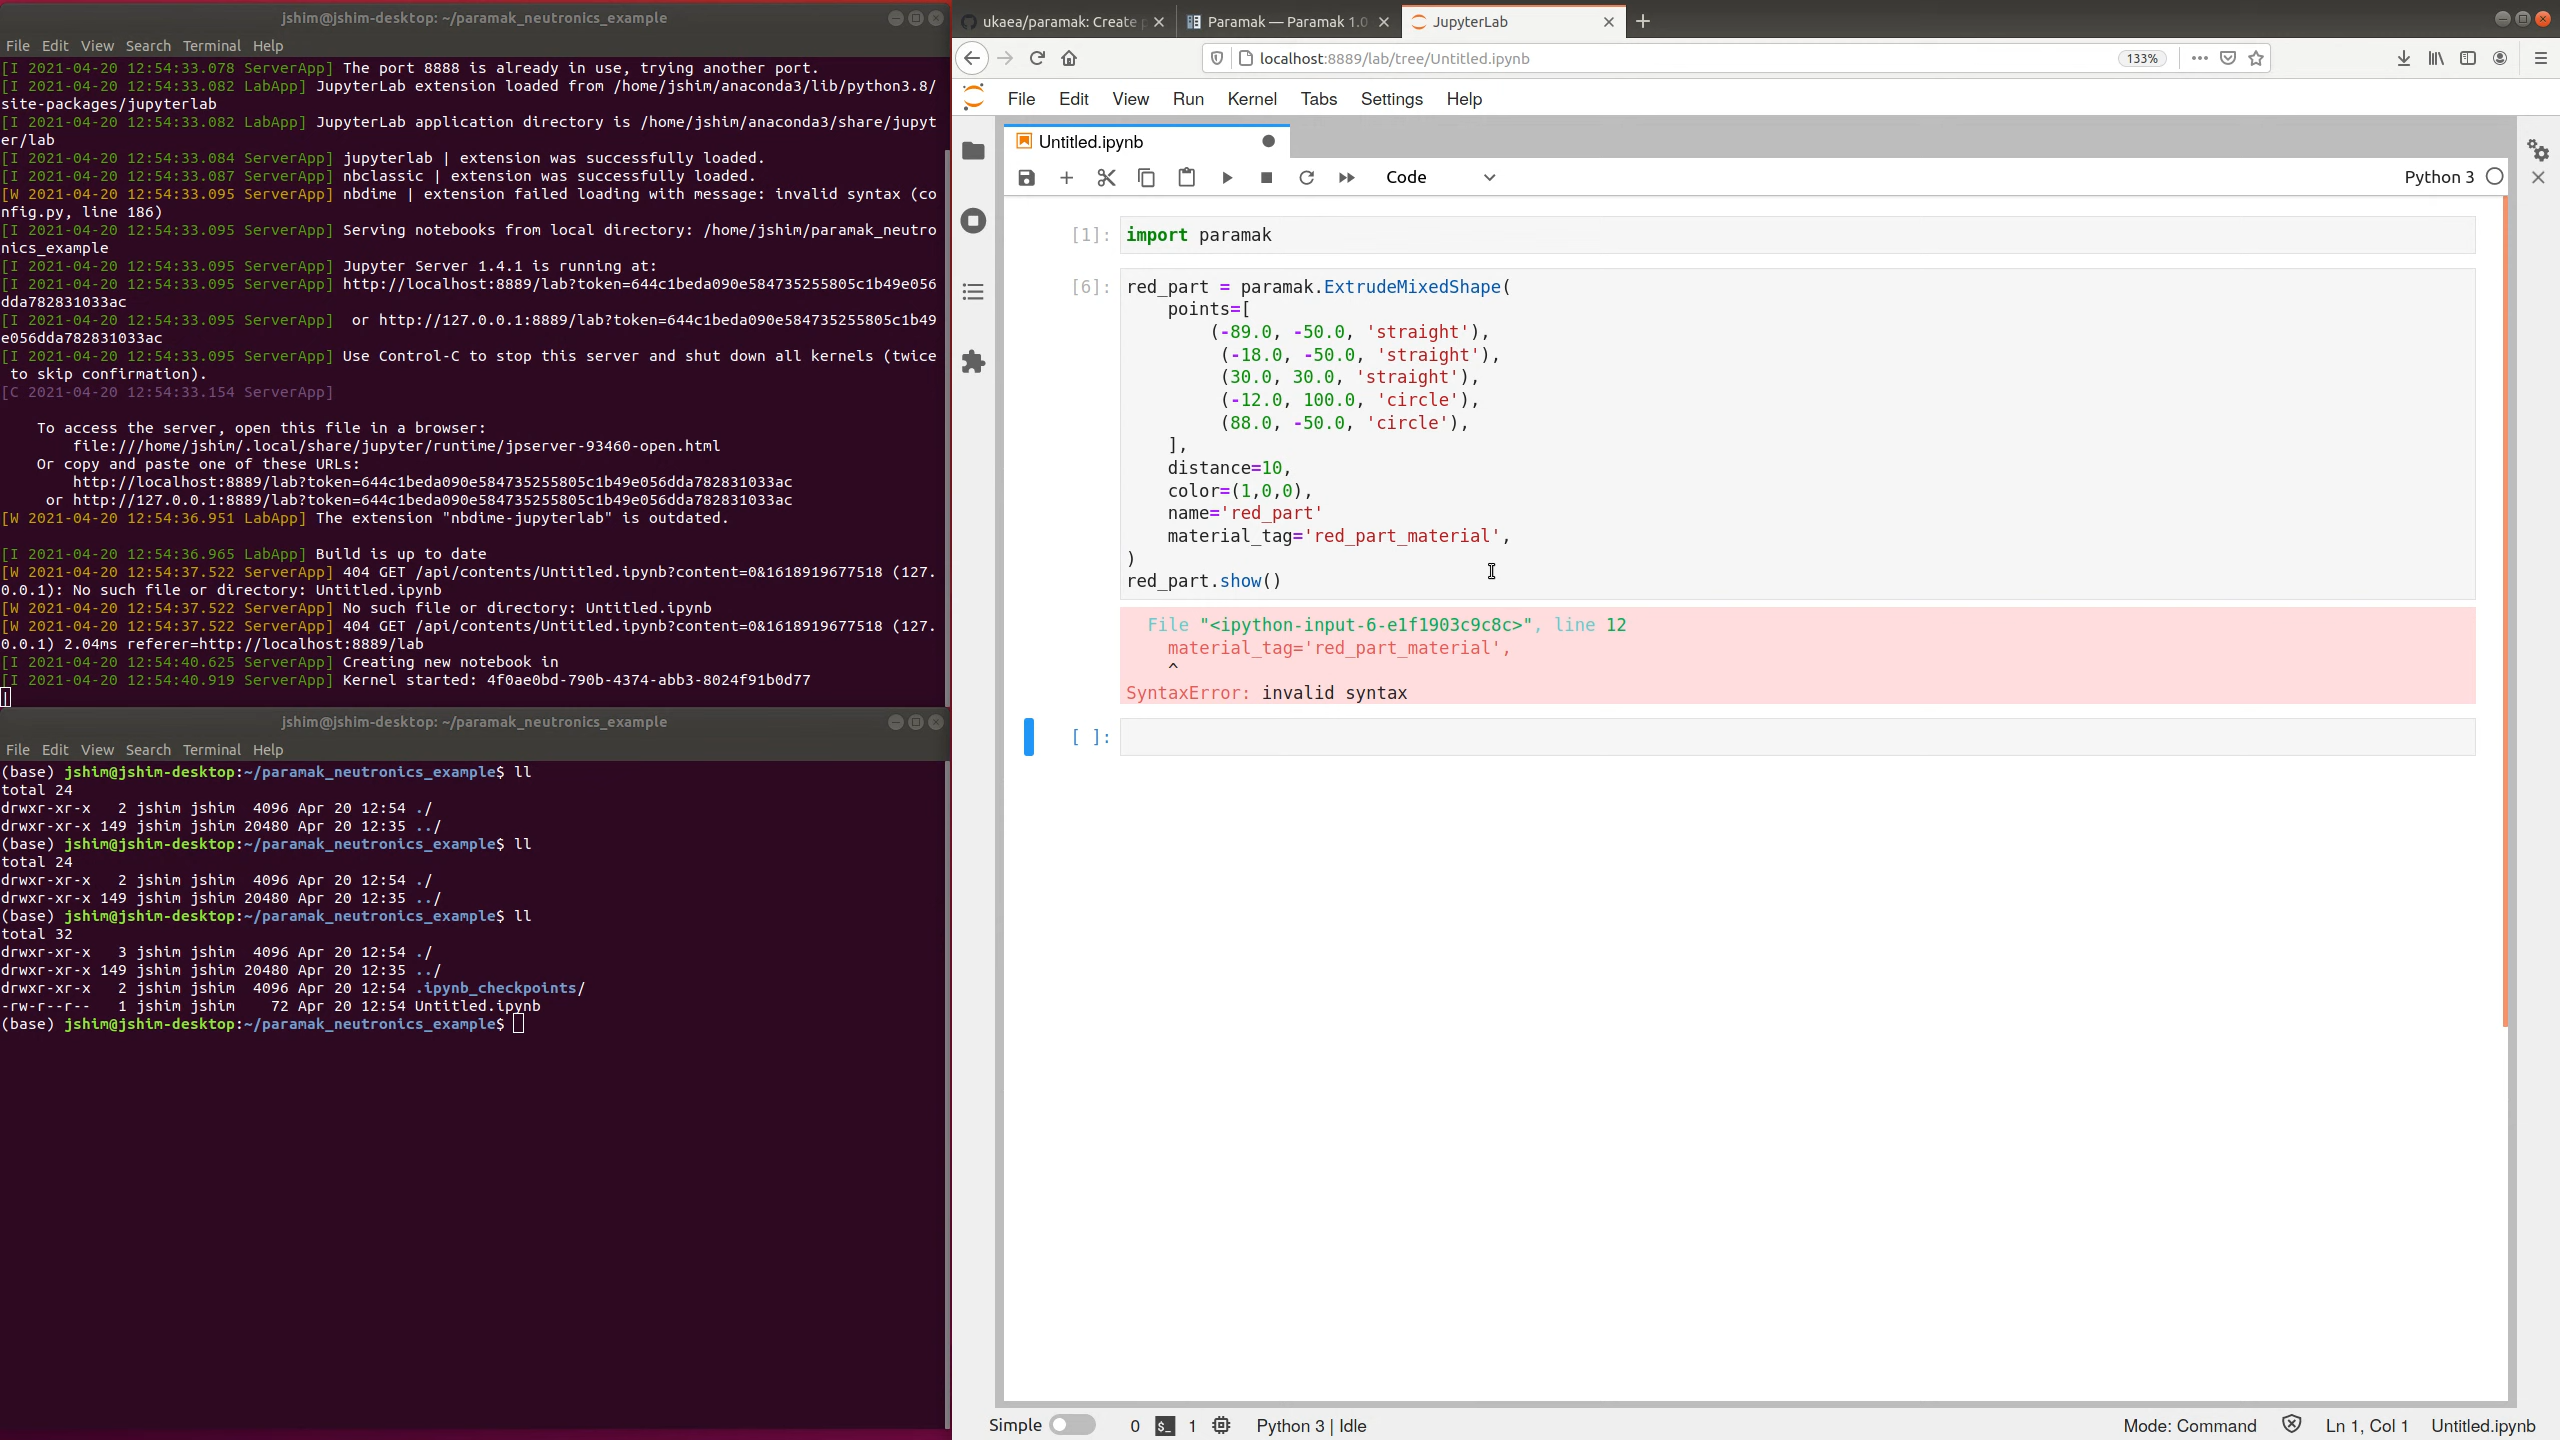 jshim@jshim-desktop: ~/paramak_neutronics_example
File Edit View Search Terminal Help
[I 2021-04-20 12:54:33.078 ServerApp] The port 8888 is already in use, trying another port.
[I 2021-04-20 12:54:33.082 LabApp] JupyterLab extension loaded from /home/jshim/anaconda3/lib/python3.8/
site-packages/jupyterlab
[I 2021-04-20 12:54:33.082 LabApp] JupyterLab application directory is /home/jshim/anaconda3/share/jupyt
er/lab
[I 2021-04-20 12:54:33.084 ServerApp] jupyterlab | extension was successfully loaded.
[I 2021-04-20 12:54:33.087 ServerApp] nbclassic | extension was successfully loaded.
[W 2021-04-20 12:54:33.095 ServerApp] nbdime | extension failed loading with message: invalid syntax (co
nfig.py, line 186)
[I 2021-04-20 12:54:33.095 ServerApp] Serving notebooks from local directory: /home/jshim/paramak_neutro
nics_example
[I 2021-04-20 12:54:33.095 ServerApp] Jupyter Server 1.4.1 is running at:
[I 2021-04-20 12:54:33.095 ServerApp] http://localhost:8889/lab?token=644c1beda090e584735255805c1b49e056
dda782831033ac
[I 2021-04-20 12:54:33.095 ServerApp]  or http://127.0.0.1:8889/lab?token=644c1beda090e584735255805c1b49
e056dda782831033ac
[I 2021-04-20 12:54:33.095 ServerApp] Use Control-C to stop this server and shut down all kernels (twice
 to skip confirmation).
[C 2021-04-20 12:54:33.154 ServerApp]
To access the server, open this file in a browser:
file:///home/jshim/.local/share/jupyter/runtime/jpserver-93460-open.html
Or copy and paste one of these URLs:
http://localhost:8889/lab?token=644c1beda090e584735255805c1b49e056dda782831033ac
or http://127.0.0.1:8889/lab?token=644c1beda090e584735255805c1b49e056dda782831033ac
[W 2021-04-20 12:54:36.951 LabApp] The extension "nbdime-jupyterlab" is outdated.
[I 2021-04-20 12:54:36.965 LabApp] Build is up to date
[W 2021-04-20 12:54:37.522 ServerApp] 404 GET /api/contents/Untitled.ipynb?content=0&1618919677518 (127.
0.0.1): No such file or directory: Untitled.ipynb
[W 2021-04-20 12:54:37.522 ServerApp] No such file or directory: Untitled.ipynb
[W 2021-04-20 12:54:37.522 ServerApp] 404 GET /api/contents/Untitled.ipynb?content=0&1618919677518 (127.
0.0.1) 2.04ms referer=http://localhost:8889/lab
[I 2021-04-20 12:54:40.625 ServerApp] Creating new notebook in
[I 2021-04-20 12:54:40.919 ServerApp] Kernel started: 4f0ae0bd-790b-4374-abb3-8024f91b0d77
jshim@jshim-desktop: ~/paramak_neutronics_example
File Edit View Search Terminal Help
(base) jshim@jshim-desktop:~/paramak_neutronics_example$ ll
total 24
drwxr-xr-x   2 jshim jshim  4096 Apr 20 12:54 ./
drwxr-xr-x 149 jshim jshim 20480 Apr 20 12:35 ../
(base) jshim@jshim-desktop:~/paramak_neutronics_example$ ll
total 24
drwxr-xr-x   2 jshim jshim  4096 Apr 20 12:54 ./
drwxr-xr-x 149 jshim jshim 20480 Apr 20 12:35 ../
(base) jshim@jshim-desktop:~/paramak_neutronics_example$ ll
total 32
drwxr-xr-x   3 jshim jshim  4096 Apr 20 12:54 ./
drwxr-xr-x 149 jshim jshim 20480 Apr 20 12:35 ../
drwxr-xr-x   2 jshim jshim  4096 Apr 20 12:54 .ipynb_checkpoints/
-rw-r--r--   1 jshim jshim    72 Apr 20 12:54 Untitled.ipynb
(base) jshim@jshim-desktop:~/paramak_neutronics_example$
ukaea/paramak: Create p
Paramak — Paramak 1.0
JupyterLab
localhost:8889/lab/tree/Untitled.ipynb
133%
File Edit View Run Kernel Tabs Settings Help
Untitled.ipynb
Code
Python 3
[1]: import paramak
[6]: red_part = paramak.ExtrudeMixedShape(
points=[
(-89.0, -50.0, 'straight'),
(-18.0, -50.0, 'straight'),
(30.0, 30.0, 'straight'),
(-12.0, 100.0, 'circle'),
(88.0, -50.0, 'circle'),
],
distance=10,
color=(1,0,0),
name='red_part'
material_tag='red_part_material',
)
red_part.show()
File "<ipython-input-6-e1f1903c9c8c>", line 12
material_tag='red_part_material',
^
SyntaxError: invalid syntax
[ ]:
Simple
0
$_
1
Python 3 | Idle
Mode: Command
Ln 1, Col 1
Untitled.ipynb